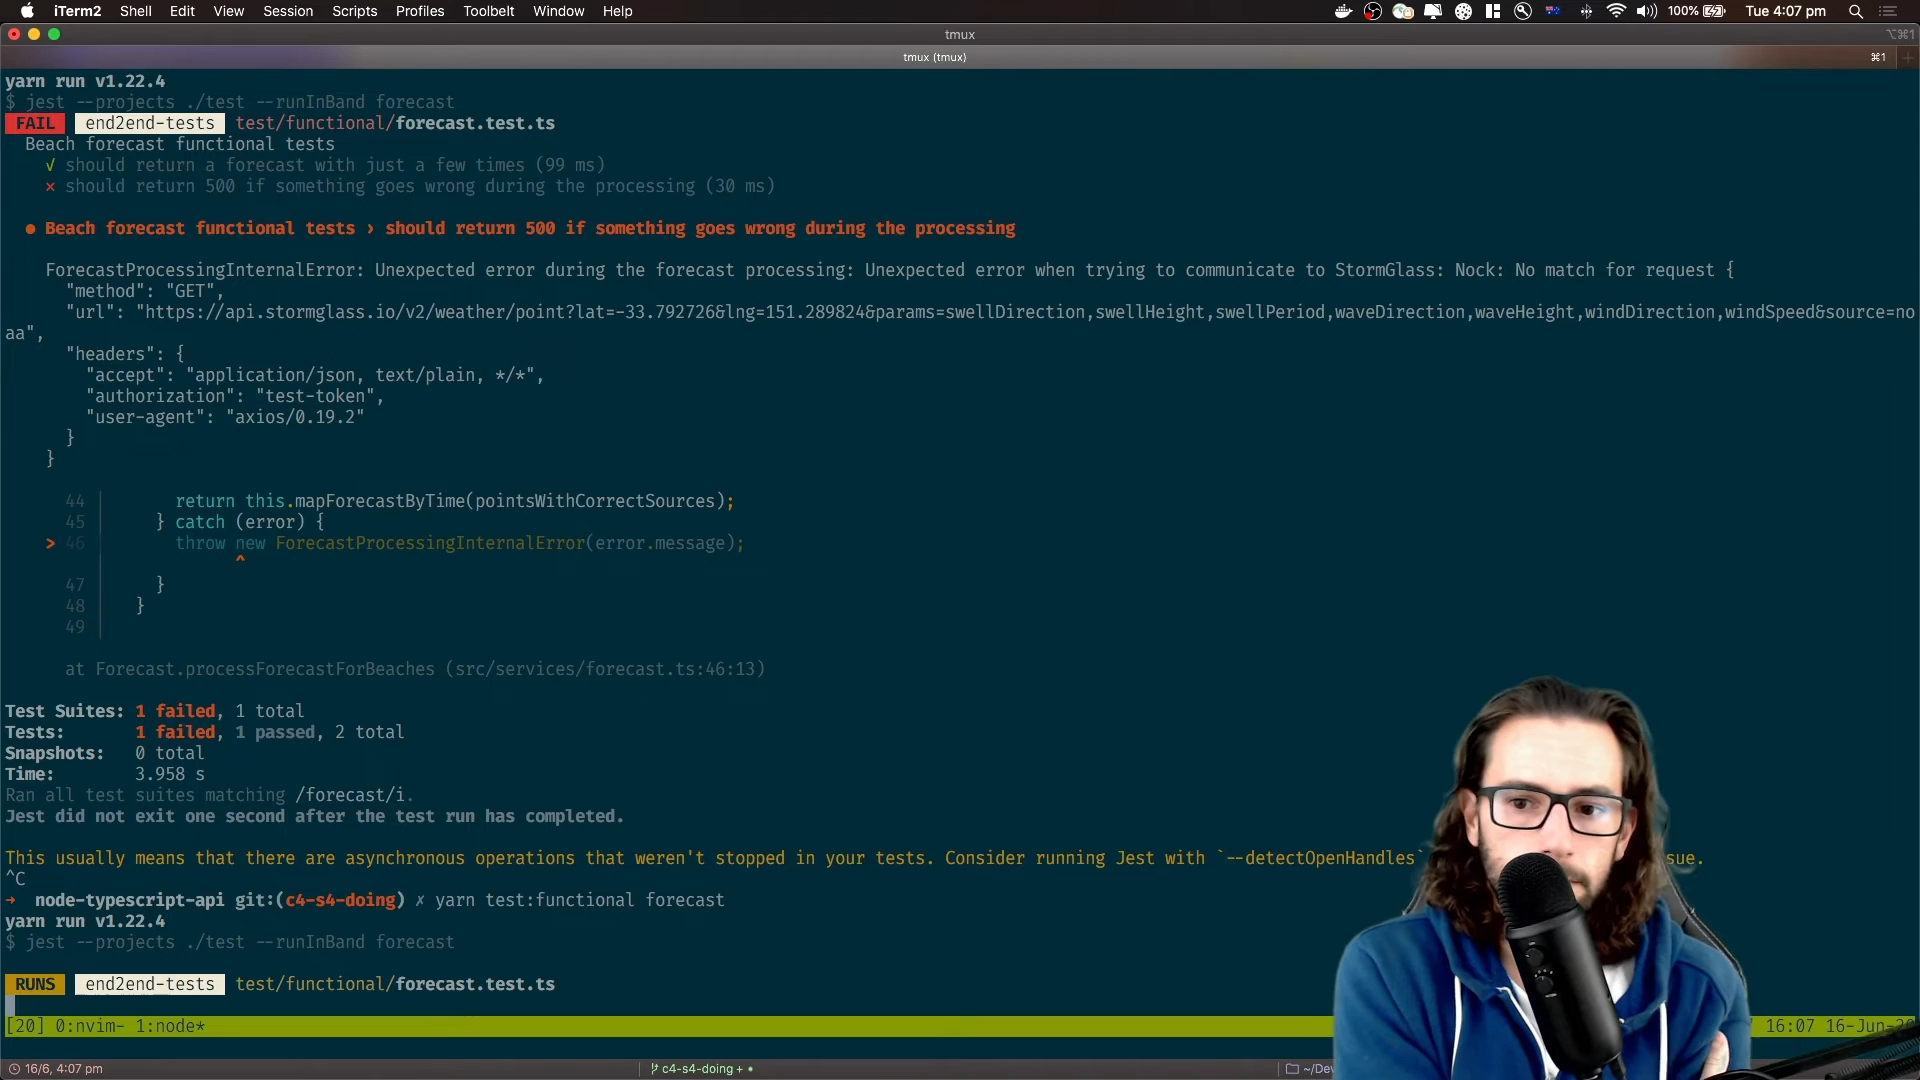 iTerm2 Shell Edit View Session Scripts Profiles Toolbelt Window Help 100% Tue 4:07 pm
tmux ⌥⌘1
tmux (tmux) ⌘1
yarn run v1.22.4
$ jest --projects ./test --runInBand forecast
FAIL end2end-tests test/functional/forecast.test.ts
Beach forecast functional tests
√ should return a forecast with just a few times (99 ms)
× should return 500 if something goes wrong during the processing (30 ms)
● Beach forecast functional tests › should return 500 if something goes wrong during the processing
ForecastProcessingInternalError: Unexpected error during the forecast processing: Unexpected error when trying to communicate to StormGlass: Nock: No match for request {
"method": "GET",
"url": "https://api.stormglass.io/v2/weather/point?lat=-33.792726&lng=151.289824&params=swellDirection,swellHeight,swellPeriod,waveDirection,waveHeight,windDirection,windSpeed&source=no
aa",
"headers": {
"accept": "application/json, text/plain, */*",
"authorization": "test-token",
"user-agent": "axios/0.19.2"
}
}
44 | return this.mapForecastByTime(pointsWithCorrectSources);
45 | } catch (error) {
> 46 | throw new ForecastProcessingInternalError(error.message);
| ^
47 | }
48 | }
49 |
at Forecast.processForecastForBeaches (src/services/forecast.ts:46:13)
Test Suites: 1 failed, 1 total
Tests: 1 failed, 1 passed, 2 total
Snapshots: 0 total
Time: 3.958 s
Ran all test suites matching /forecast/i.
Jest did not exit one second after the test run has completed.
This usually means that there are asynchronous operations that weren't stopped in your tests. Consider running Jest with `--detectOpenHandles` sue.
^C
→ node-typescript-api git:(c4-s4-doing) ✗ yarn test:functional forecast
yarn run v1.22.4
$ jest --projects ./test --runInBand forecast
RUNS end2end-tests test/functional/forecast.test.ts
[20] 0:nvim- 1:node* 16:07 16-Jun-20
16/6, 4:07 pm c4-s4-doing + • ~/Dev